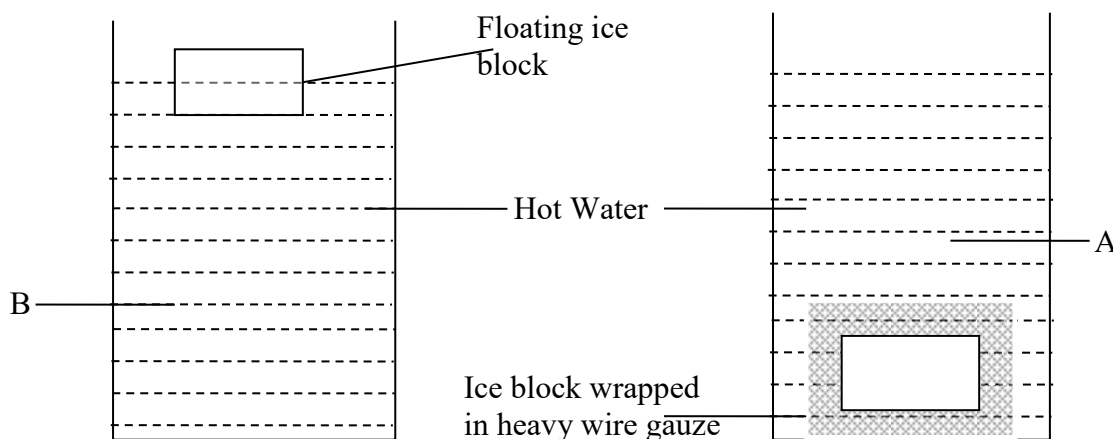 Floating ice
block
Hot Water
A
B
Ice block wrapped
in heavy wire gauze